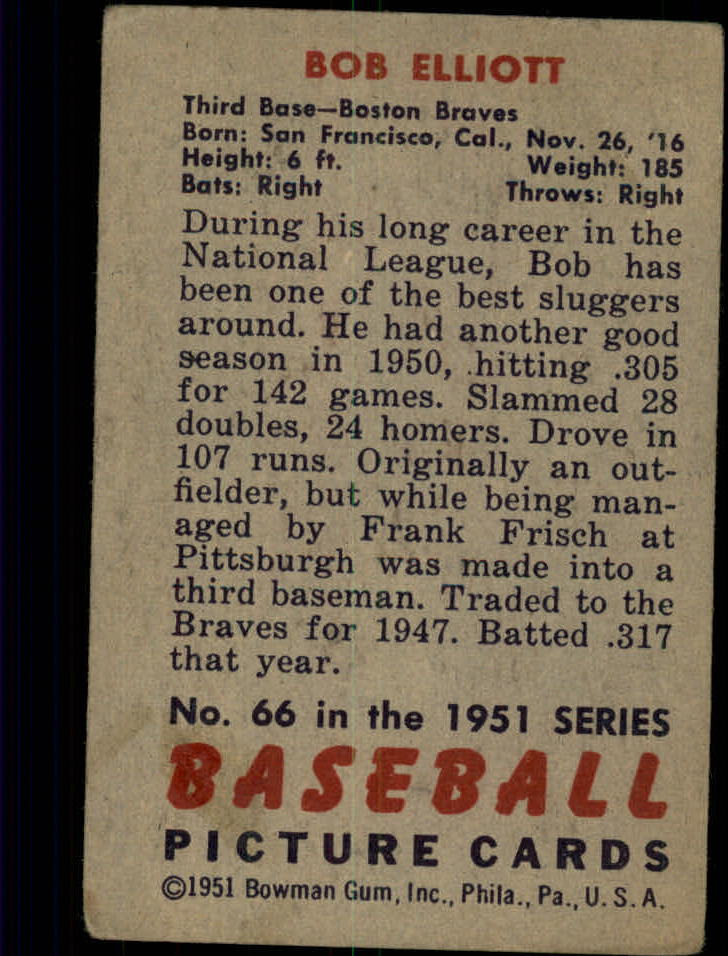 BOB ELLIOTT
Third Base—Boston Braves
Born: San Francisco, Cal., Nov. 26, '16
Height: 6 ft. Weight: 185
Bats: Right Throws: Right
During his long career in the
National League, Bob has
been one of the best sluggers
around. He had another good
season in 1950, hitting .305
for 142 games. Slammed 28
doubles, 24 homers. Drove in
107 runs. Originally an out-
fielder, but while being man-
aged by Frank Frisch at
Pittsburgh was made into a
third baseman. Traded to the
Braves for 1947. Batted .317
that year.
No. 66 in the 1951 SERIES
BASEBALL
PICTURE CARDS
©1951 Bowman Gum, Inc., Phila., Pa., U. S. A.